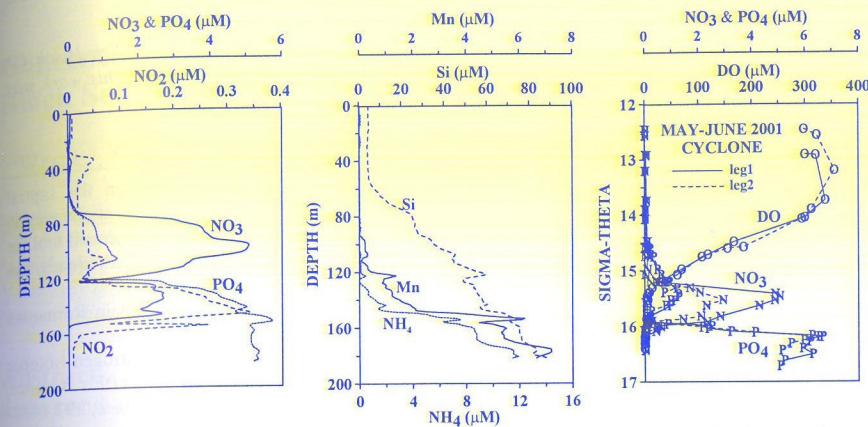 NO3 & PO4 (µM)
0 2 4 6
NO2 (µM)
0 0.1 0.2 0.3 0.4
DEPTH (m)
0
40
80
120
160
200
NO3
PO4
NO2
Mn (µM)
0 2 4 6 8
Si (µM)
0 20 40 60 80 100
DEPTH (m)
0
40
80
120
160
200
Si
Mn
NH4
0 4 8 12 16
NH4 (µM)
NO3 & PO4 (µM)
0 2 4 6 8
DO (µM)
0 100 200 300 400
SIGMA-THETA
12
13
14
15
16
17
MAY-JUNE 2001
CYCLONE
leg1
leg2
DO
NO3
PO4